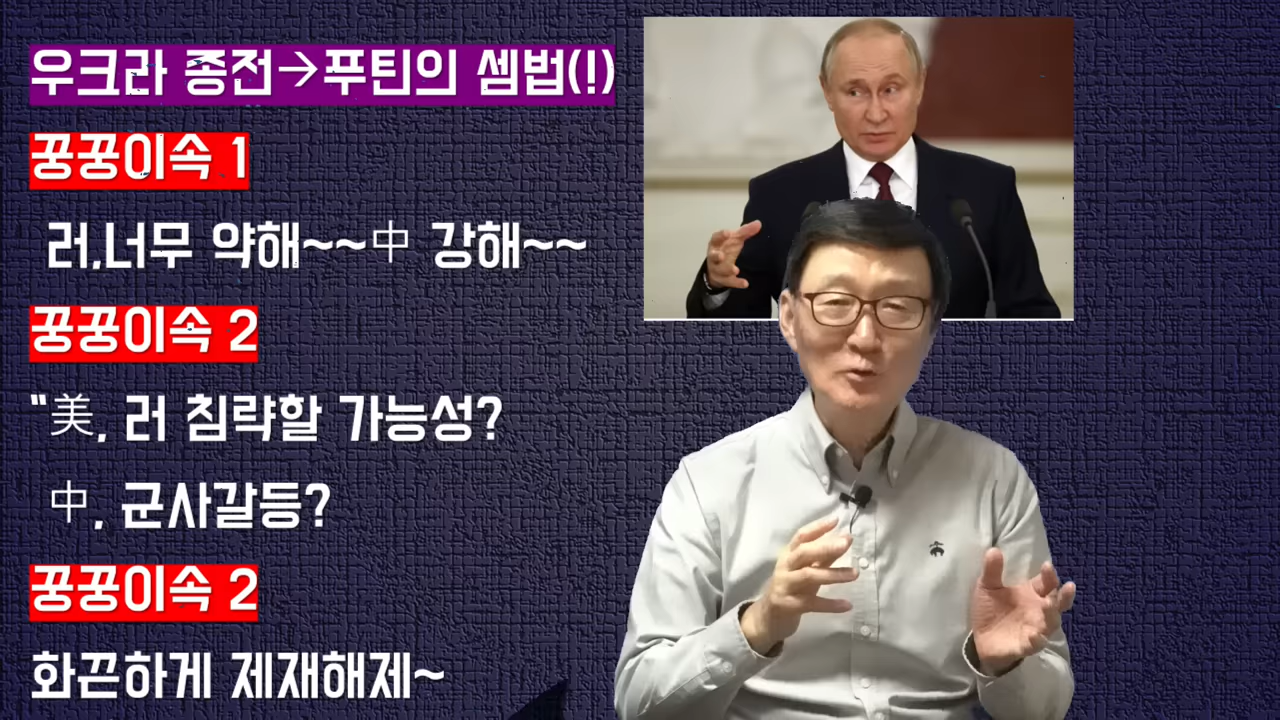 우크라 종전→푸틴의 셈법(!)
꿍꿍이속 1
러,너무 약해~~中 강해~~
꿍꿍이속 2
"美, 러 침략할 가능성?
中, 군사갈등?
꿍꿍이속 2
화끈하게 제재해제~